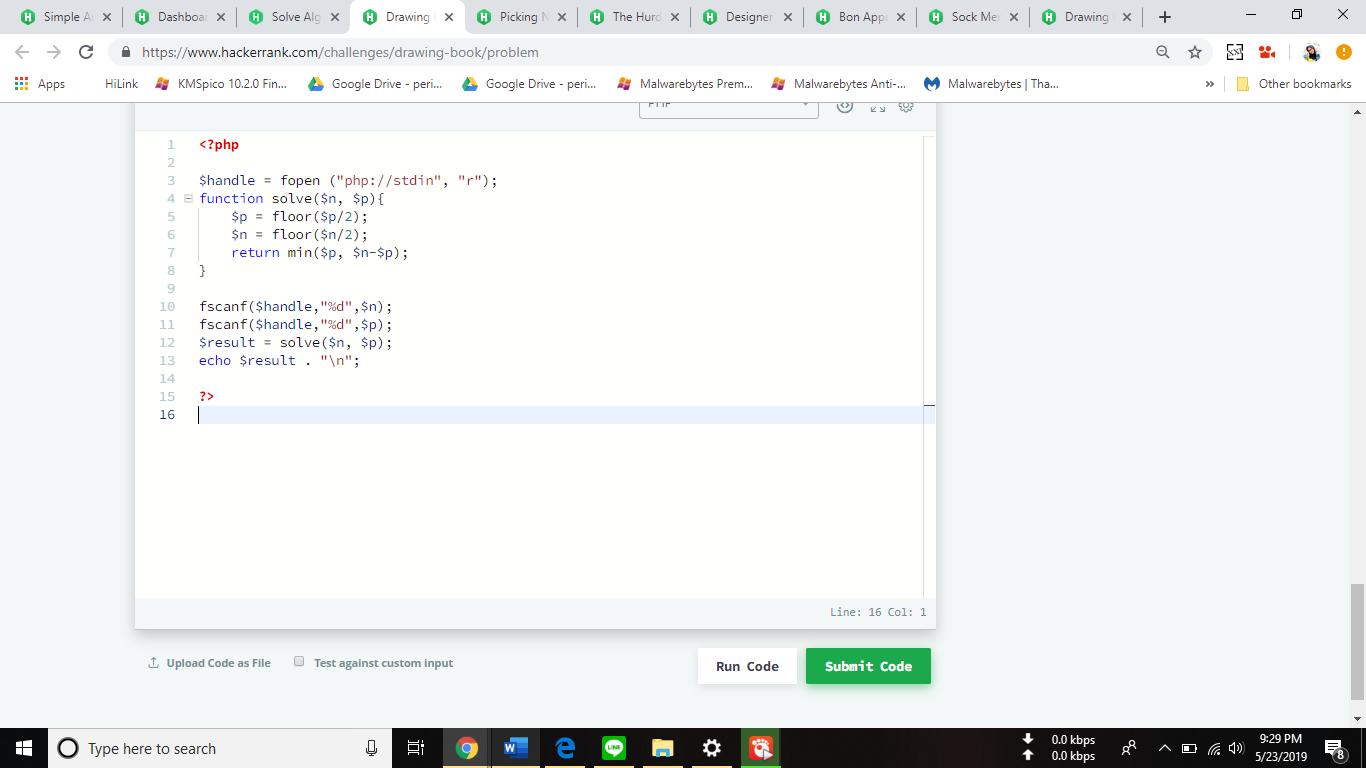 Simple A
Dashboar
Solve Alg
Drawing
Picking N
The Hurd
Designer
Bon Appe
Sock Mer
Drawing
https://www.hackerrank.com/challenges/drawing-book/problem
Apps
HiLink
KMSpico 10.2.0 Fin...
Google Drive - peri...
Google Drive - peri...
Malwarebytes Prem...
Malwarebytes Anti-...
Malwarebytes | Tha...
»
Other bookmarks
PHP
1 <?php
2
3 $handle = fopen ("php://stdin", "r");
4 function solve($n, $p){
5 $p = floor($p/2);
6 $n = floor($n/2);
7 return min($p, $n-$p);
8 }
9
10 fscanf($handle,"%d",$n);
11 fscanf($handle,"%d",$p);
12 $result = solve($n, $p);
13 echo $result . "\n";
14
15 ?>
16
Line: 16 Col: 1
Upload Code as File
Test against custom input
Run Code
Submit Code
Type here to search
LINE
0.0 kbps
0.0 kbps
9:29 PM
5/23/2019
8